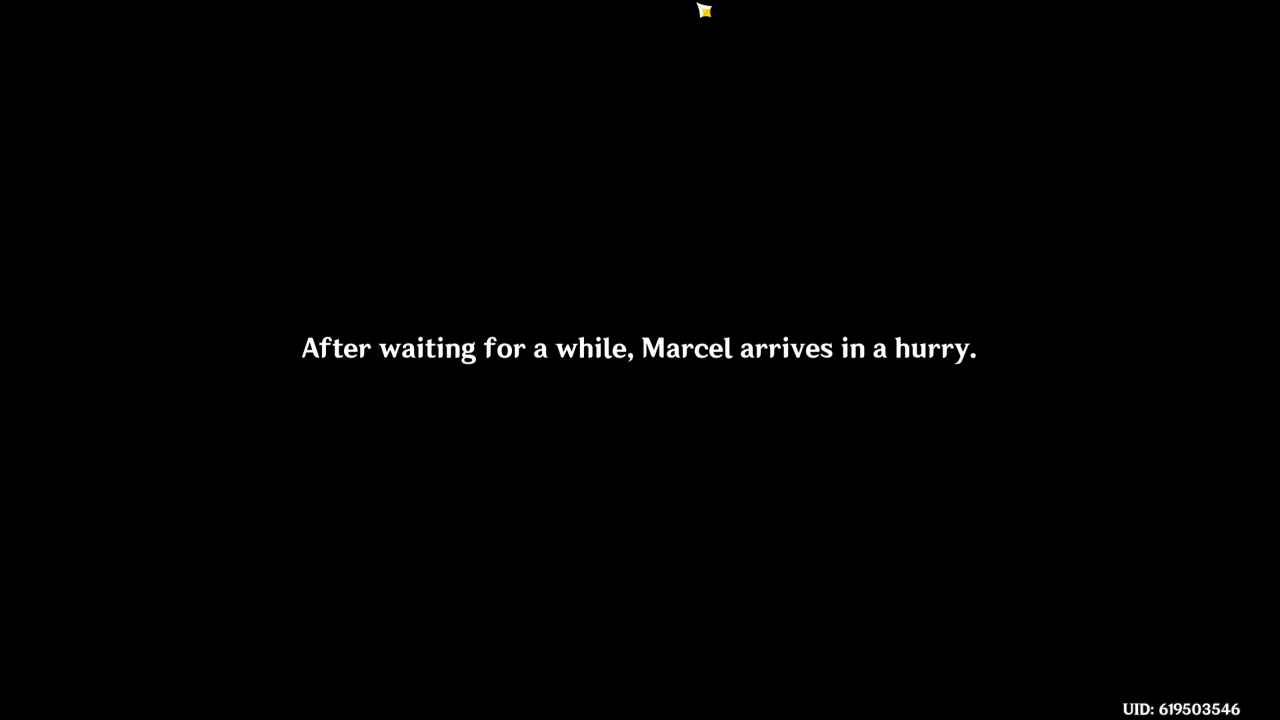 After waiting for a while, Marcel arrives in a hurry.
UID: 619503546